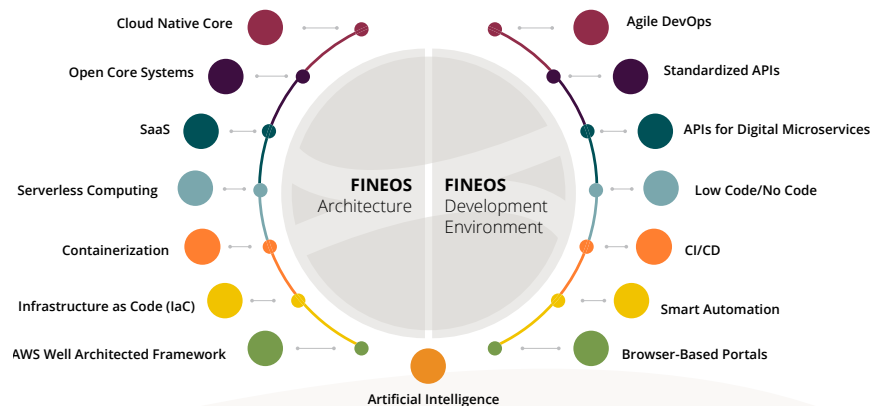 Cloud Native Core
Open Core Systems
SaaS
Serverless Computing
Containerization
Infrastructure as Code (IaC)
AWS Well Architected Framework
FINEOS
Architecture
FINEOS
Development
Environment
Agile DevOps
Standardized APIs
APIs for Digital Microservices
Low Code/No Code
CI/CD
Smart Automation
Browser-Based Portals
Artificial Intelligence